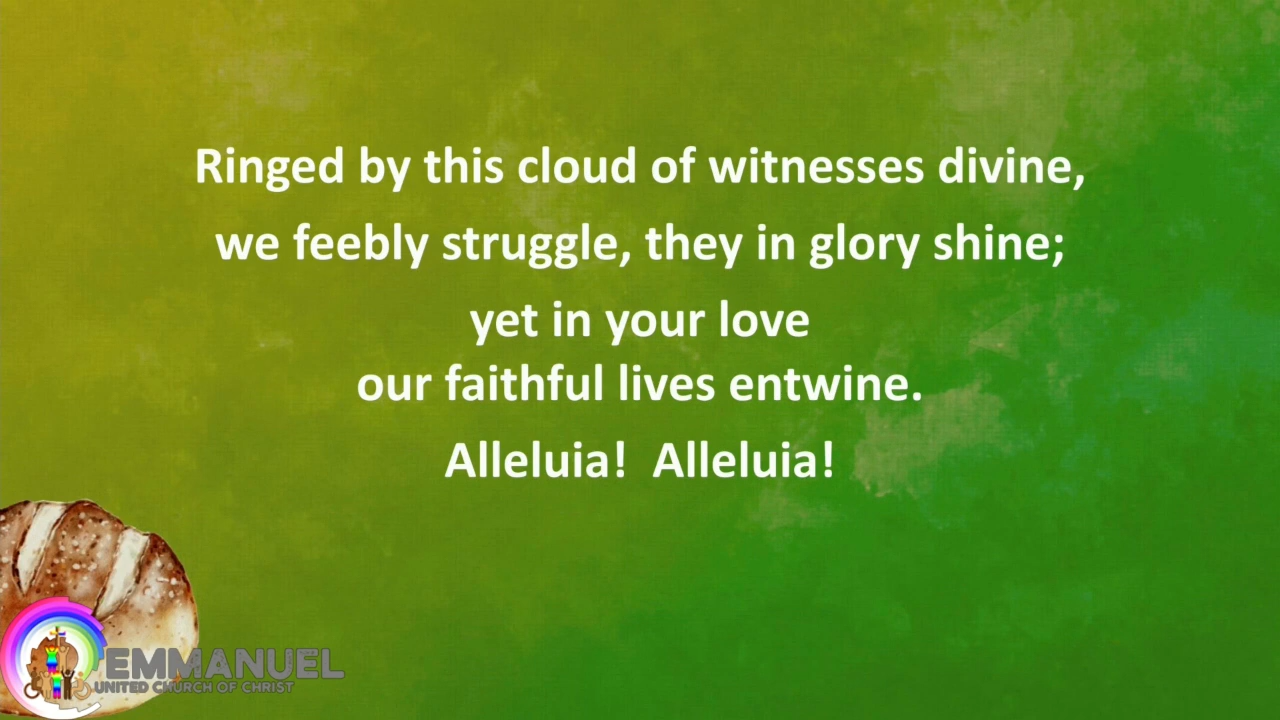 Ringed by this cloud of witnesses divine,
we feebly struggle, they in glory shine;
yet in your love
our faithful lives entwine.
Alleluia!  Alleluia!
EMMANUEL
UNITED CHURCH OF CHRIST